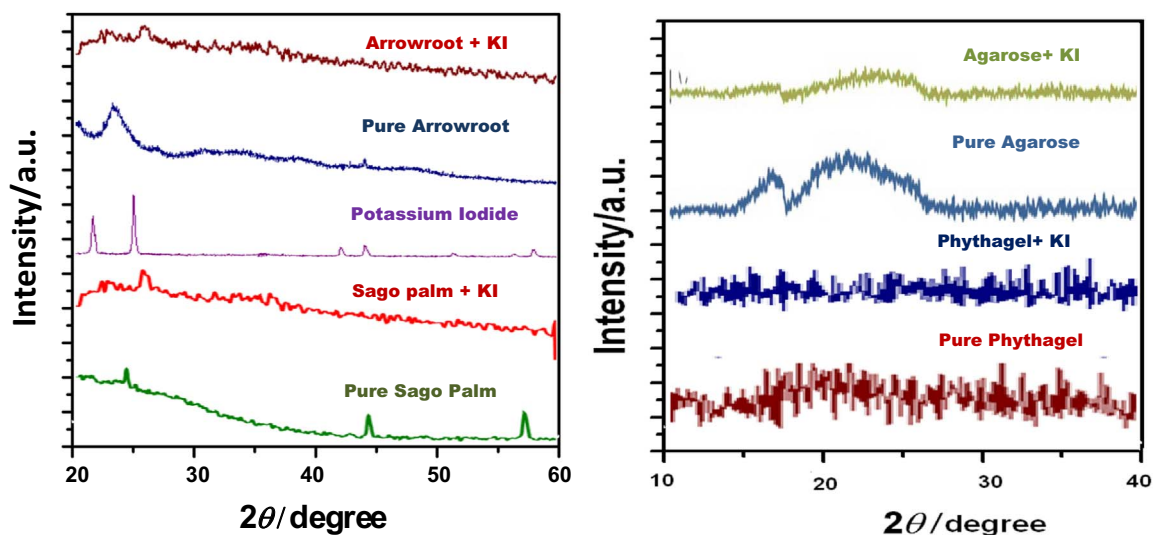 Intensity/a.u.
Arrowroot + KI
Pure Arrowroot
Potassium Iodide
Sago palm + KI
Pure Sago Palm
20 30 40 50 60
2θ/degree
Intensity/a.u.
Agarose+ KI
Pure Agarose
Phythagel+ KI
Pure Phythagel
10 20 30 40
2θ/degree